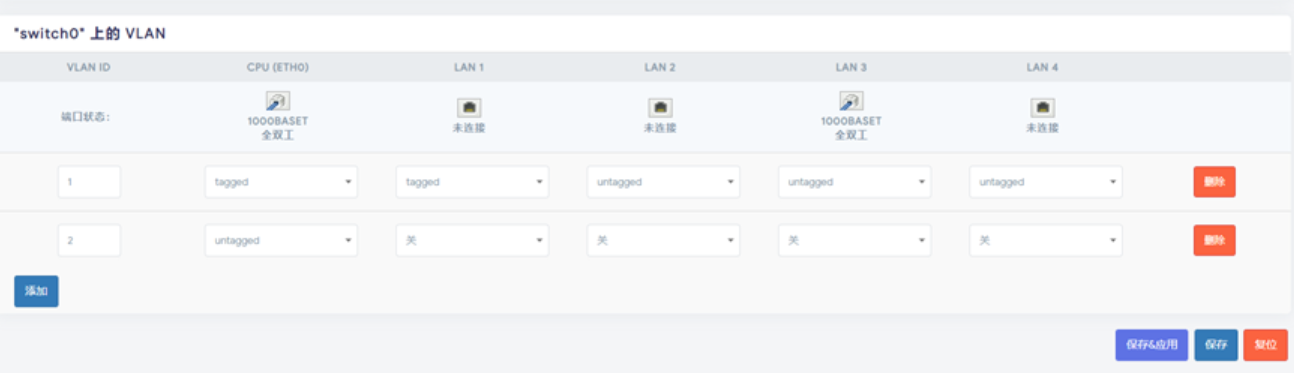 "switch0" 上的 VLAN
VLAN ID CPU (ETH0) LAN 1 LAN 2 LAN 3 LAN 4
端口状态: 1000BASET 全双工 未连接 未连接 1000BASET 全双工 未连接
1 tagged tagged untagged untagged untagged 删除
2 untagged 关 关 关 关 删除
添加
保存&应用 保存 复位